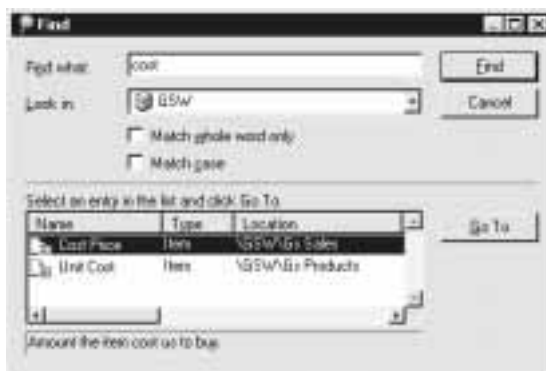 Find
Find what: cost Find
Look in: GSW Cancel
Match whole word only
Match case
Select an entry in the list and click Go To
Name Type Location Go To
Cost Price Item \GSW\Gs Sales
Unit Cost Item \GSW\Gs Products
Amount the item cost us to buy